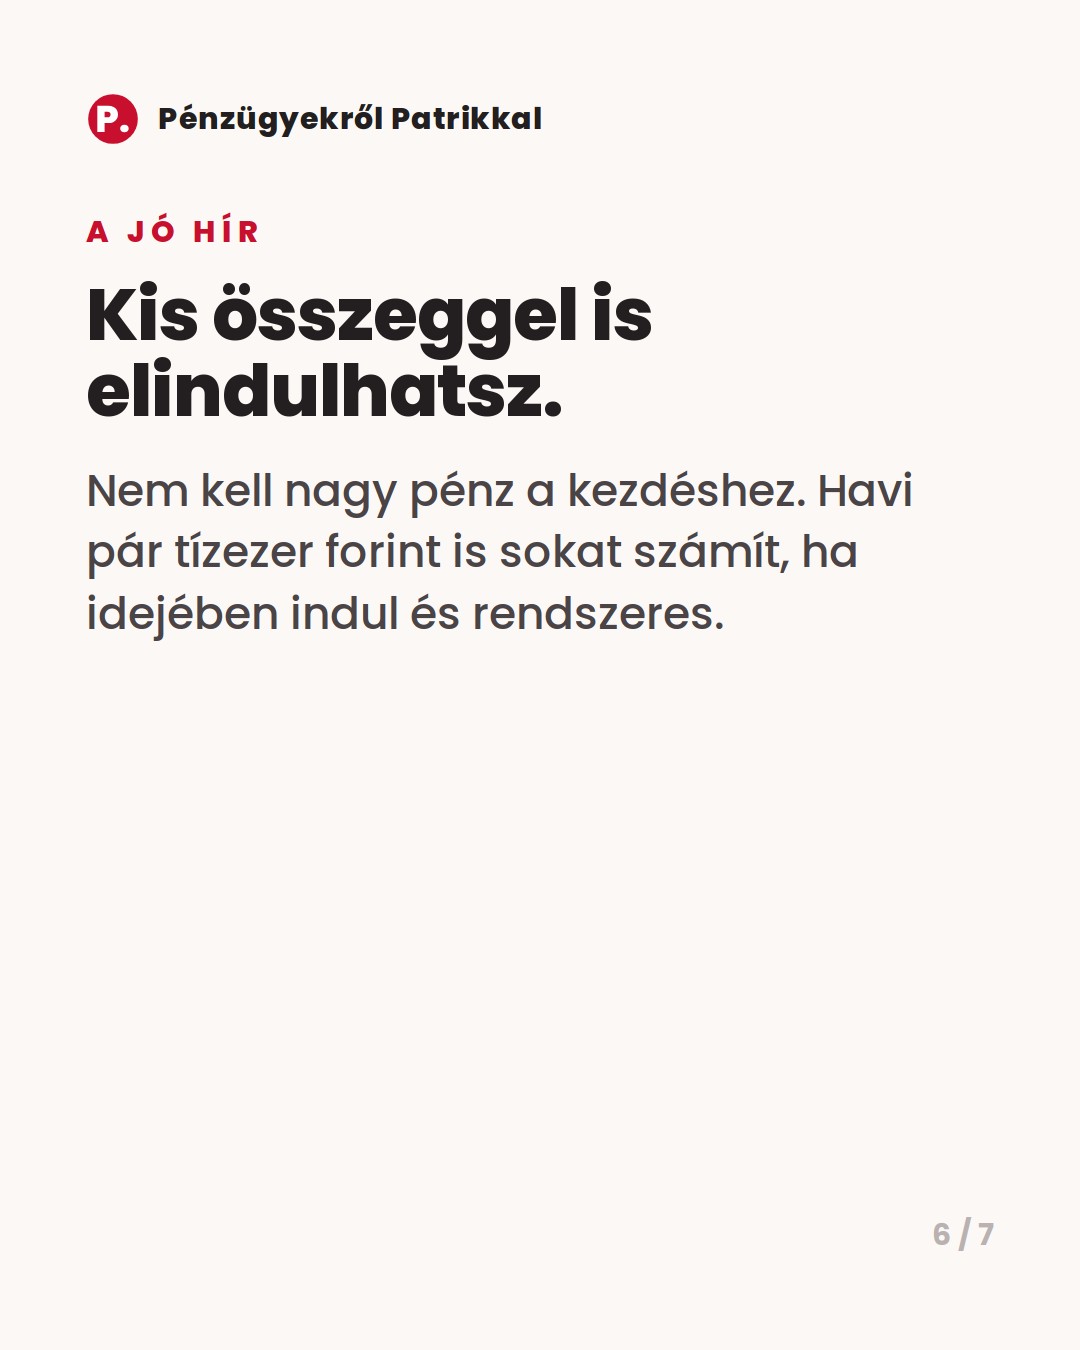 P. Pénzügyekről Patrikkal
A JÓ HÍR
Kis összeggel is
elindulhatsz.
Nem kell nagy pénz a kezdéshez. Havi
pár tízezer forint is sokat számít, ha
idejében indul és rendszeres.
6 / 7